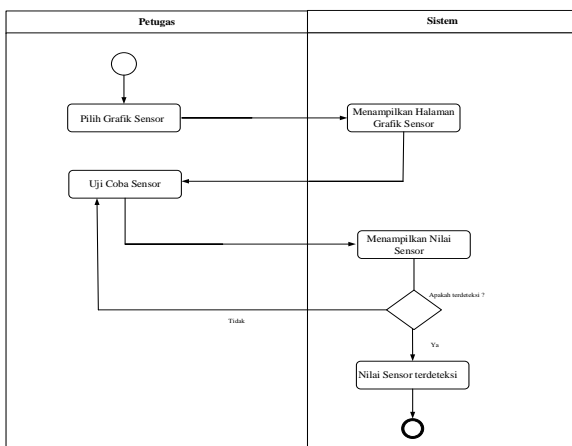 Petugas
Sistem
Pilih Grafik Sensor
Menampilkan Halaman
Grafik Sensor
Uji Coba Sensor
Menampilkan Nilai
Sensor
Apakah terdeteksi ?
Tidak
Ya
Nilai Sensor terdeteksi